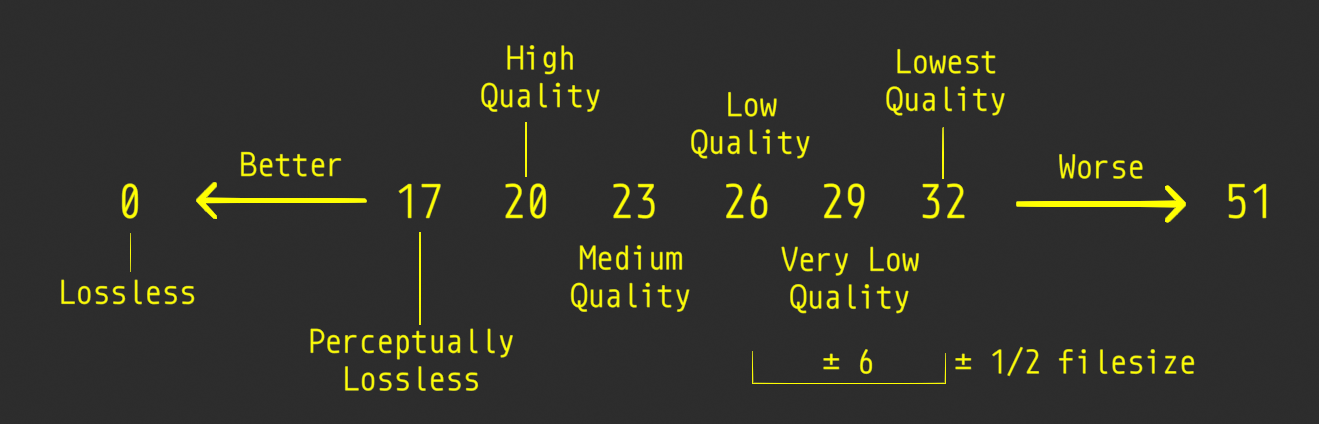 High
Quality
Lowest
Quality
Low
Quality
Better
Worse
0 17 20 23 26 29 32 51
Medium
Quality
Very Low
Quality
Lossless
Perceptually
Lossless
± 6 ± 1/2 filesize